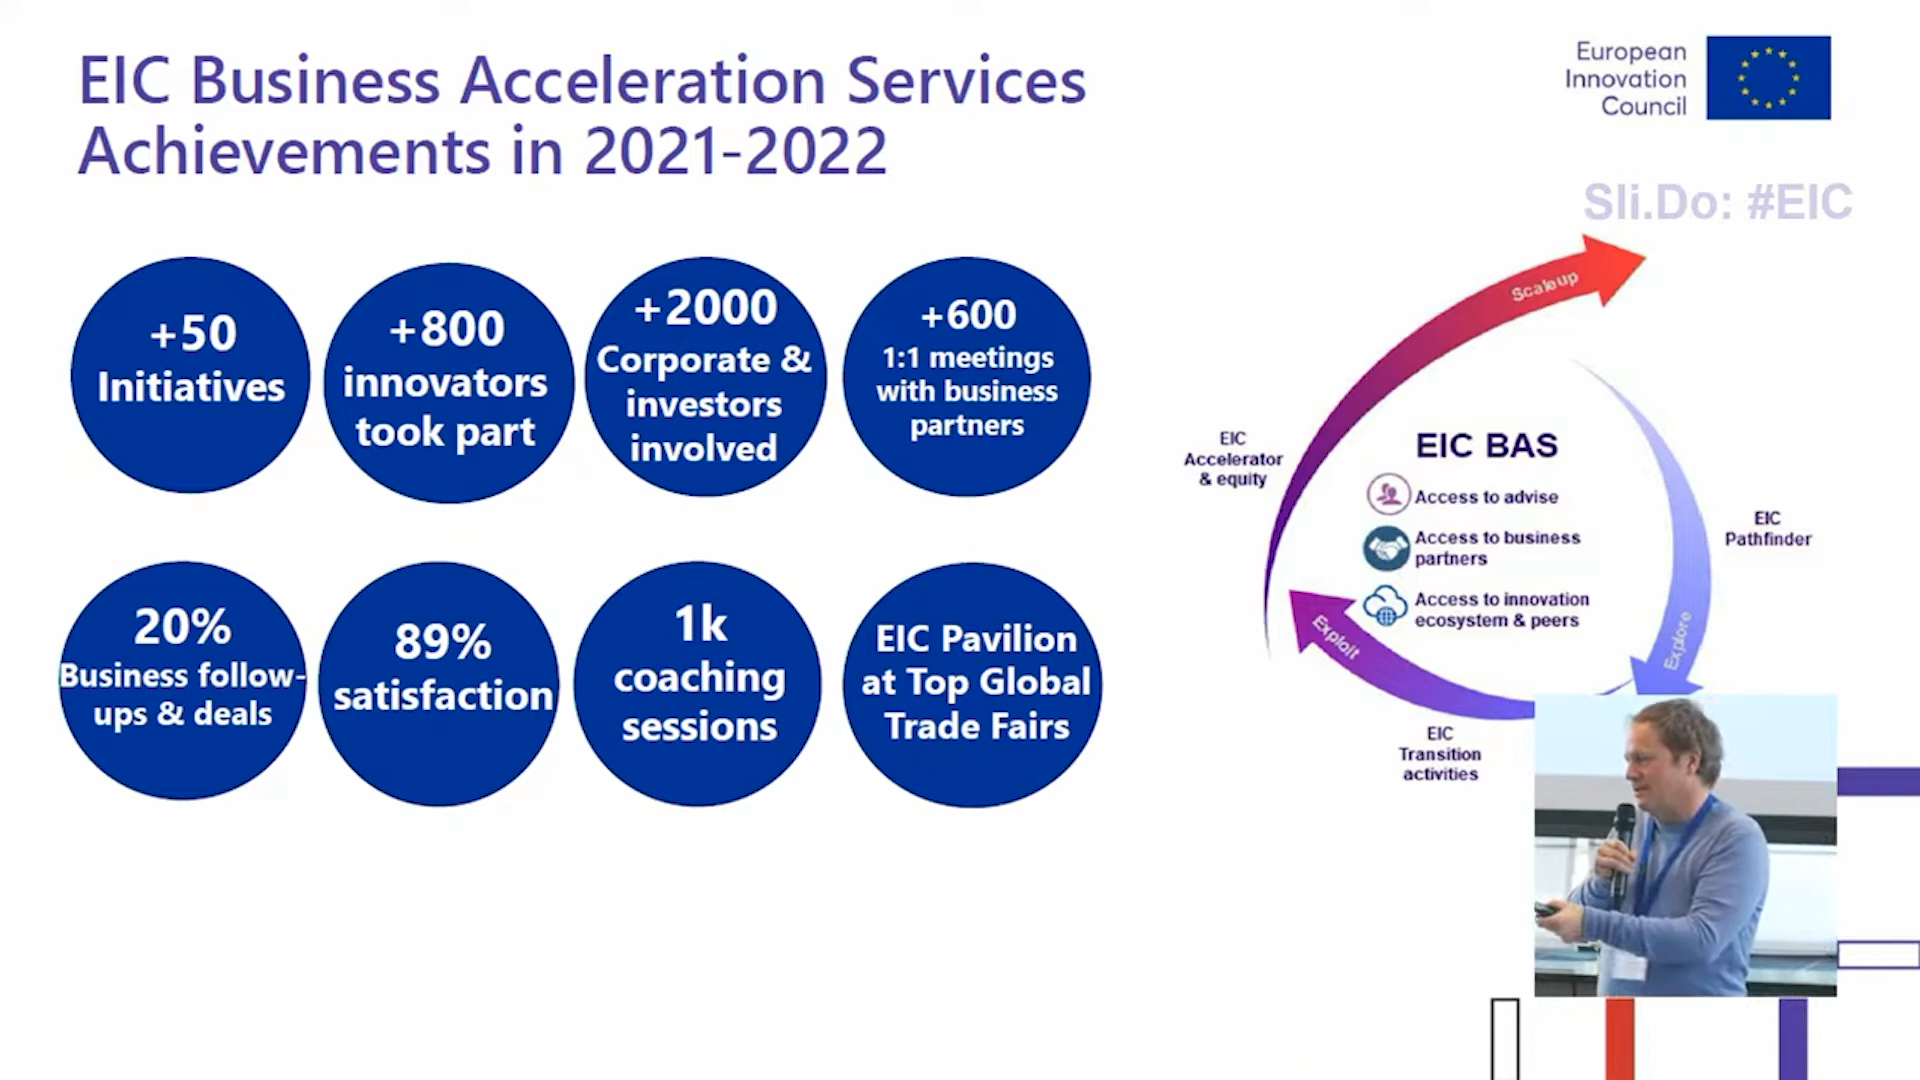 EIC Business Acceleration Services
Achievements in 2021-2022
European
Innovation
Council
Sli.Do: #EIC
+50
Initiatives
+800
innovators
took part
+2000
Corporate &
investors
involved
+600
1:1 meetings
with business
partners
20%
Business follow-
ups & deals
89%
satisfaction
1k
coaching
sessions
EIC Pavilion
at Top Global
Trade Fairs
Scaleup
EIC
Accelerator
& equity
EIC BAS
Access to advise
Access to business
partners
Access to innovation
ecosystem & peers
EIC
Pathfinder
Exploit
Explore
EIC
Transition
activities